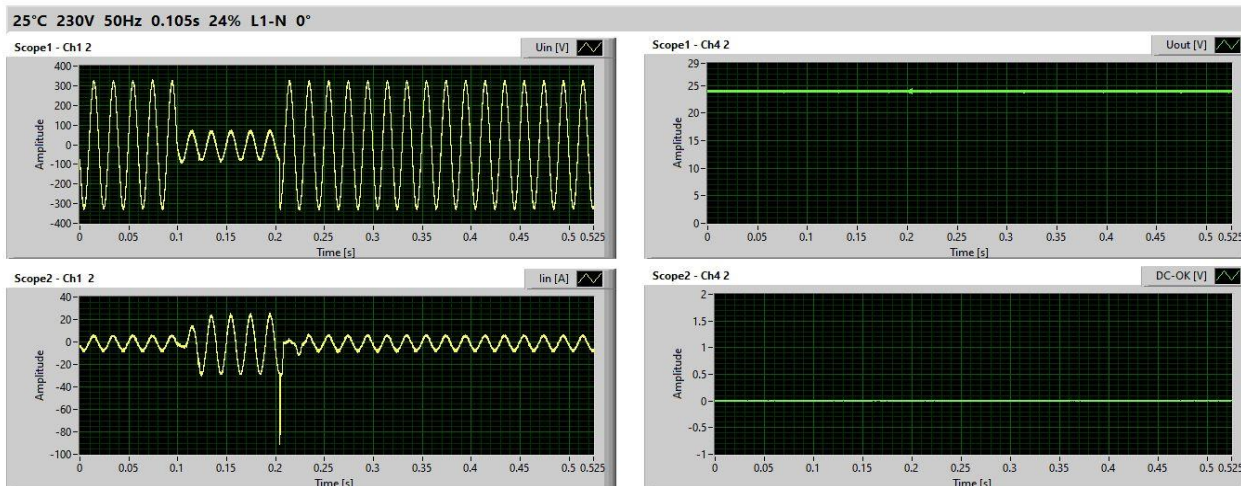 25°C 230V 50Hz 0.105s 24% L1-N 0°
Scope1 - Ch1 2
Uin [V]
Amplitude
400
300
200
100
0
-100
-200
-300
-400
0 0.05 0.1 0.15 0.2 0.25 0.3 0.35 0.4 0.45 0.5 0.525
Time [s]
Scope1 - Ch4 2
Uout [V]
Amplitude
29
25
20
15
10
5
0
0 0.05 0.1 0.15 0.2 0.25 0.3 0.35 0.4 0.45 0.5 0.525
Time [s]
Scope2 - Ch1 2
Iin [A]
Amplitude
40
20
0
-20
-40
-60
-80
-100
0 0.05 0.1 0.15 0.2 0.25 0.3 0.35 0.4 0.45 0.5 0.525
Time [s]
Scope2 - Ch4 2
DC-OK [V]
Amplitude
2
1.5
1
0.5
0
-0.5
-1
0 0.05 0.1 0.15 0.2 0.25 0.3 0.35 0.4 0.45 0.5 0.525
Time [s]